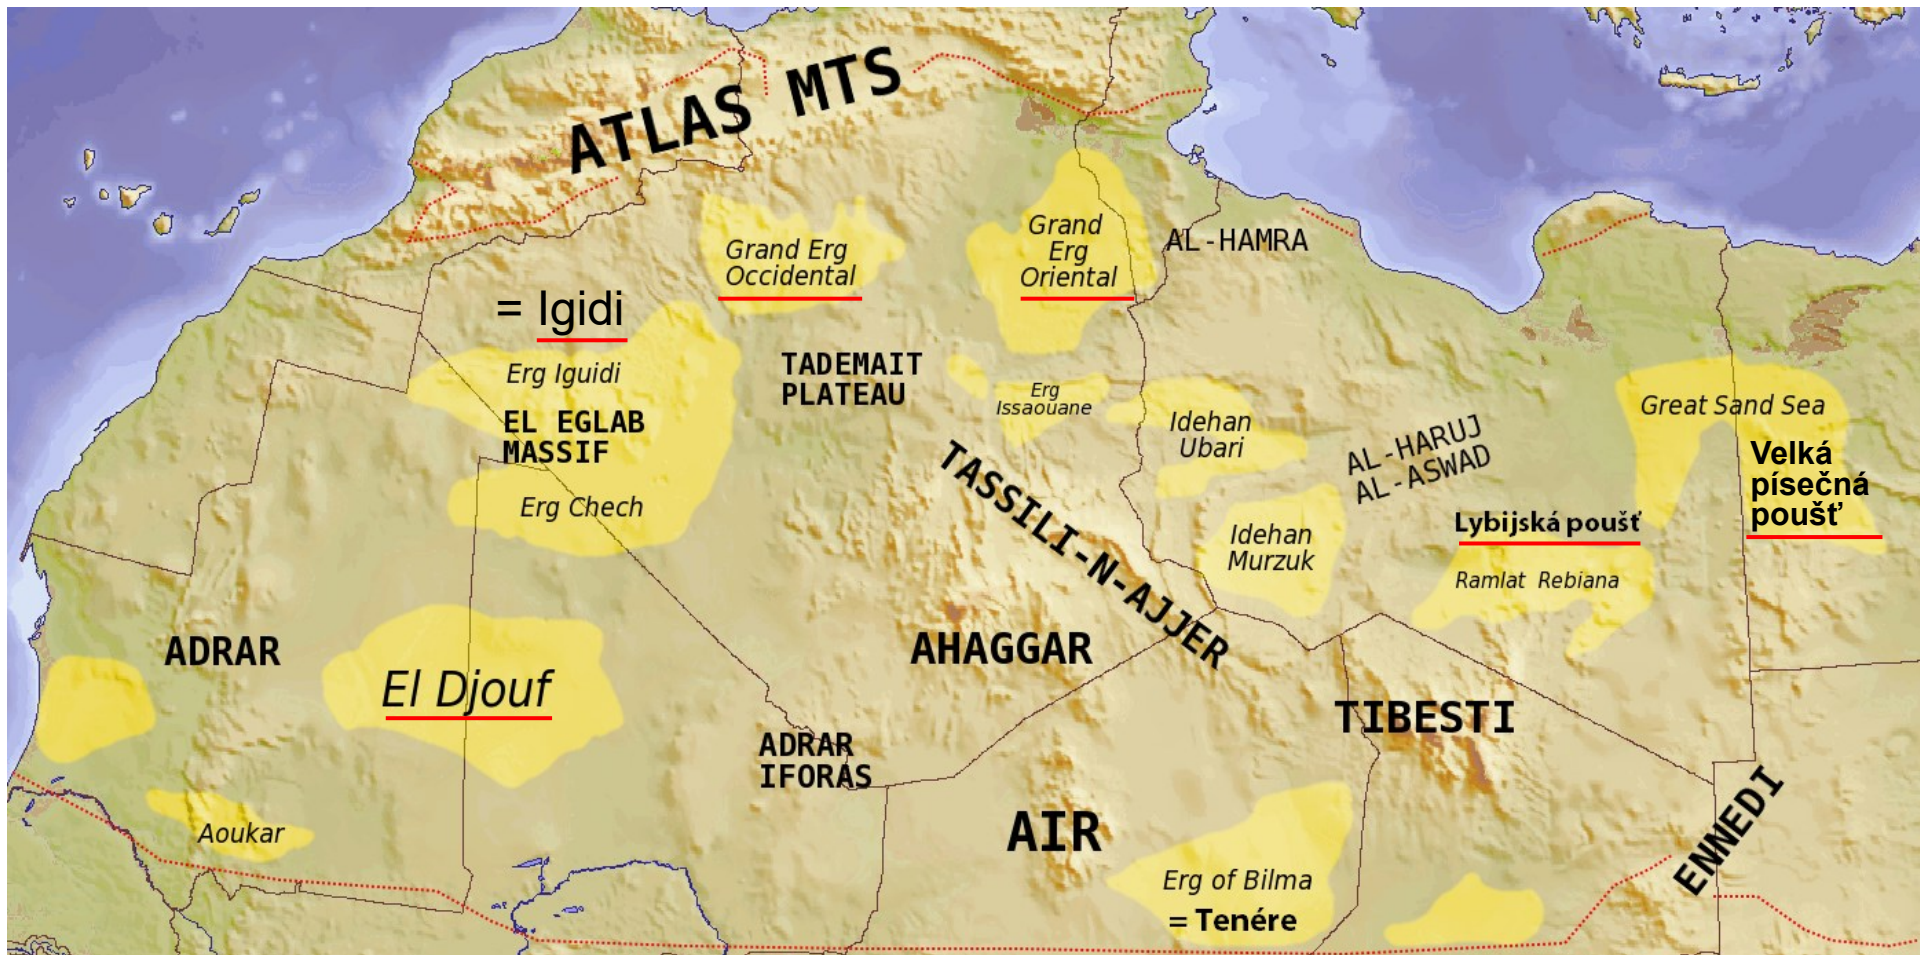 ATLAS MTS
Grand Erg
Occidental
Grand
Erg
Oriental
AL-HAMRA
= Igidi
Erg Iguidi
TADEMAIT
PLATEAU
Erg
Issaouane
EL EGLAB
MASSIF
Erg Chech
Idehan
Ubari
AL-HARUJ
AL-ASWAD
Great Sand Sea
Velká
písečná
poušť
Lybijská poušť
Ramlat Rebiana
Idehan
Murzuk
TASSILI-N-AJJER
ADRAR
El Djouf
AHAGGAR
TIBESTI
ADRAR
IFORAS
Aoukar
AIR
ENNEDI
Erg of Bilma
= Tenére